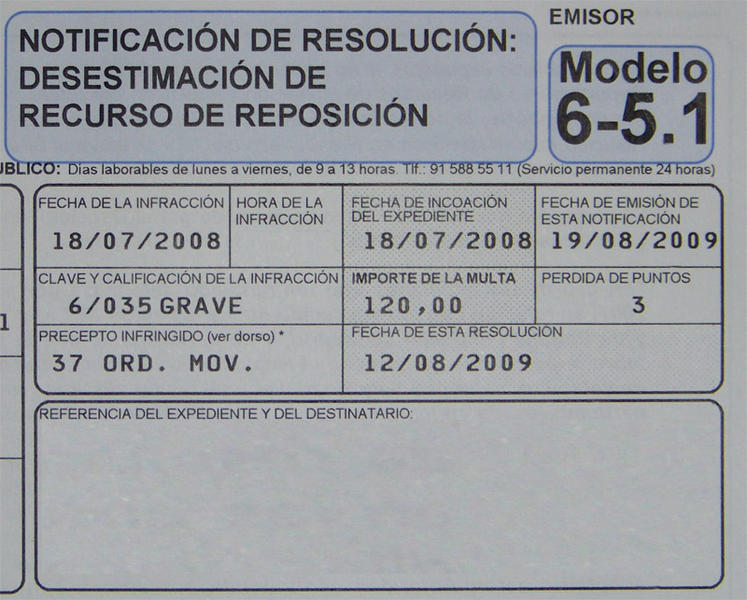 EMISOR
NOTIFICACIÓN DE RESOLUCIÓN:
DESESTIMACIÓN DE
RECURSO DE REPOSICIÓN
Modelo
6-5.1
ÚBLICO: Dias laborables de lunes a viernes, de 9 a 13 horas. Tlf.: 91 588 55 11 (Servicio permanente 24 horas)
FECHA DE LA INFRACCIÓN
18/07/2008
HORA DE LA
INFRACCIÓN
FECHA DE INCOACIÓN
DEL EXPEDIENTE
18/07/2008
FECHA DE EMISIÓN DE
ESTA NOTIFICACIÓN
19/08/2009
CLAVE Y CALIFICACIÓN DE LA INFRACCIÓN
6/035 GRAVE
IMPORTE DE LA MULTA
120,00
PERDIDA DE PUNTOS
3
1
PRECEPTO INFRINGIDO (ver dorso) *
37 ORD. MOV.
FECHA DE ESTA RESOLUCIÓN
12/08/2009
REFERENCIA DEL EXPEDIENTE Y DEL DESTINATARIO: